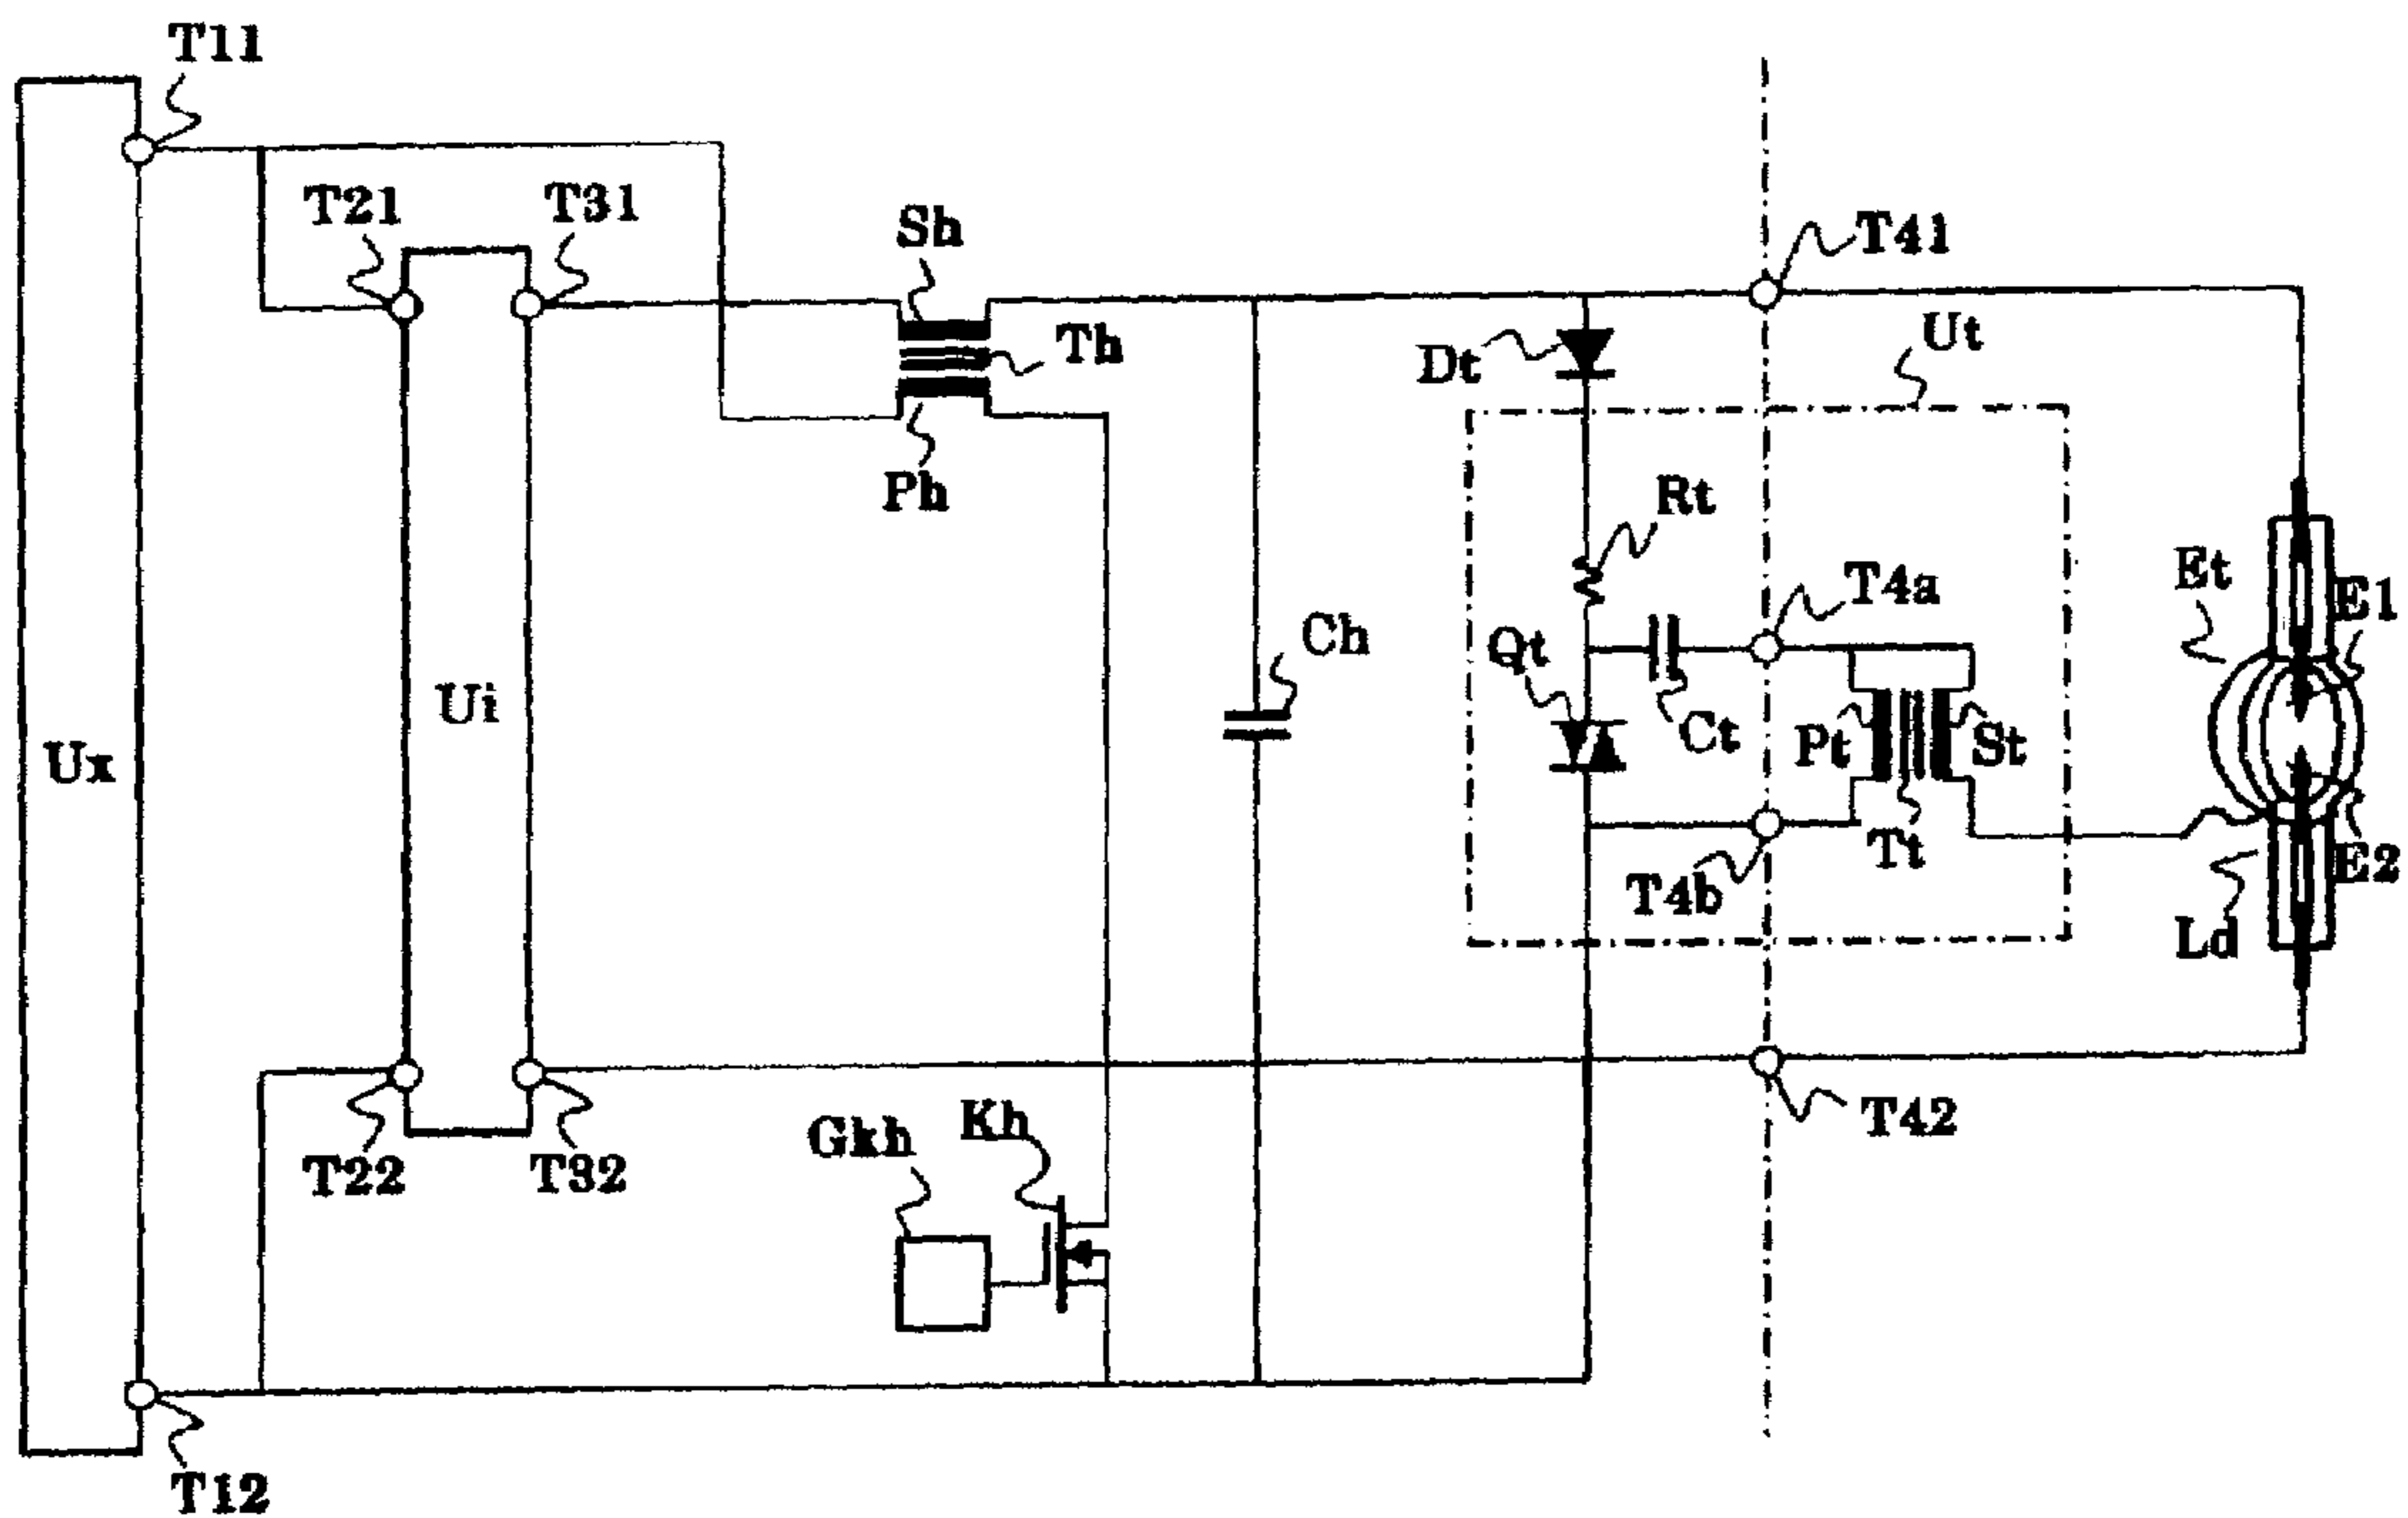 T11
T21
T31
Sh
T41
Th
Dt
Ut
Ph
Rt
Et
T4a
E1
Ch
Qt
Ui
Ct
Pt
St
Ux
Tt
E2
T4b
Ld
T42
Gkh
Kh
T22
T32
T12